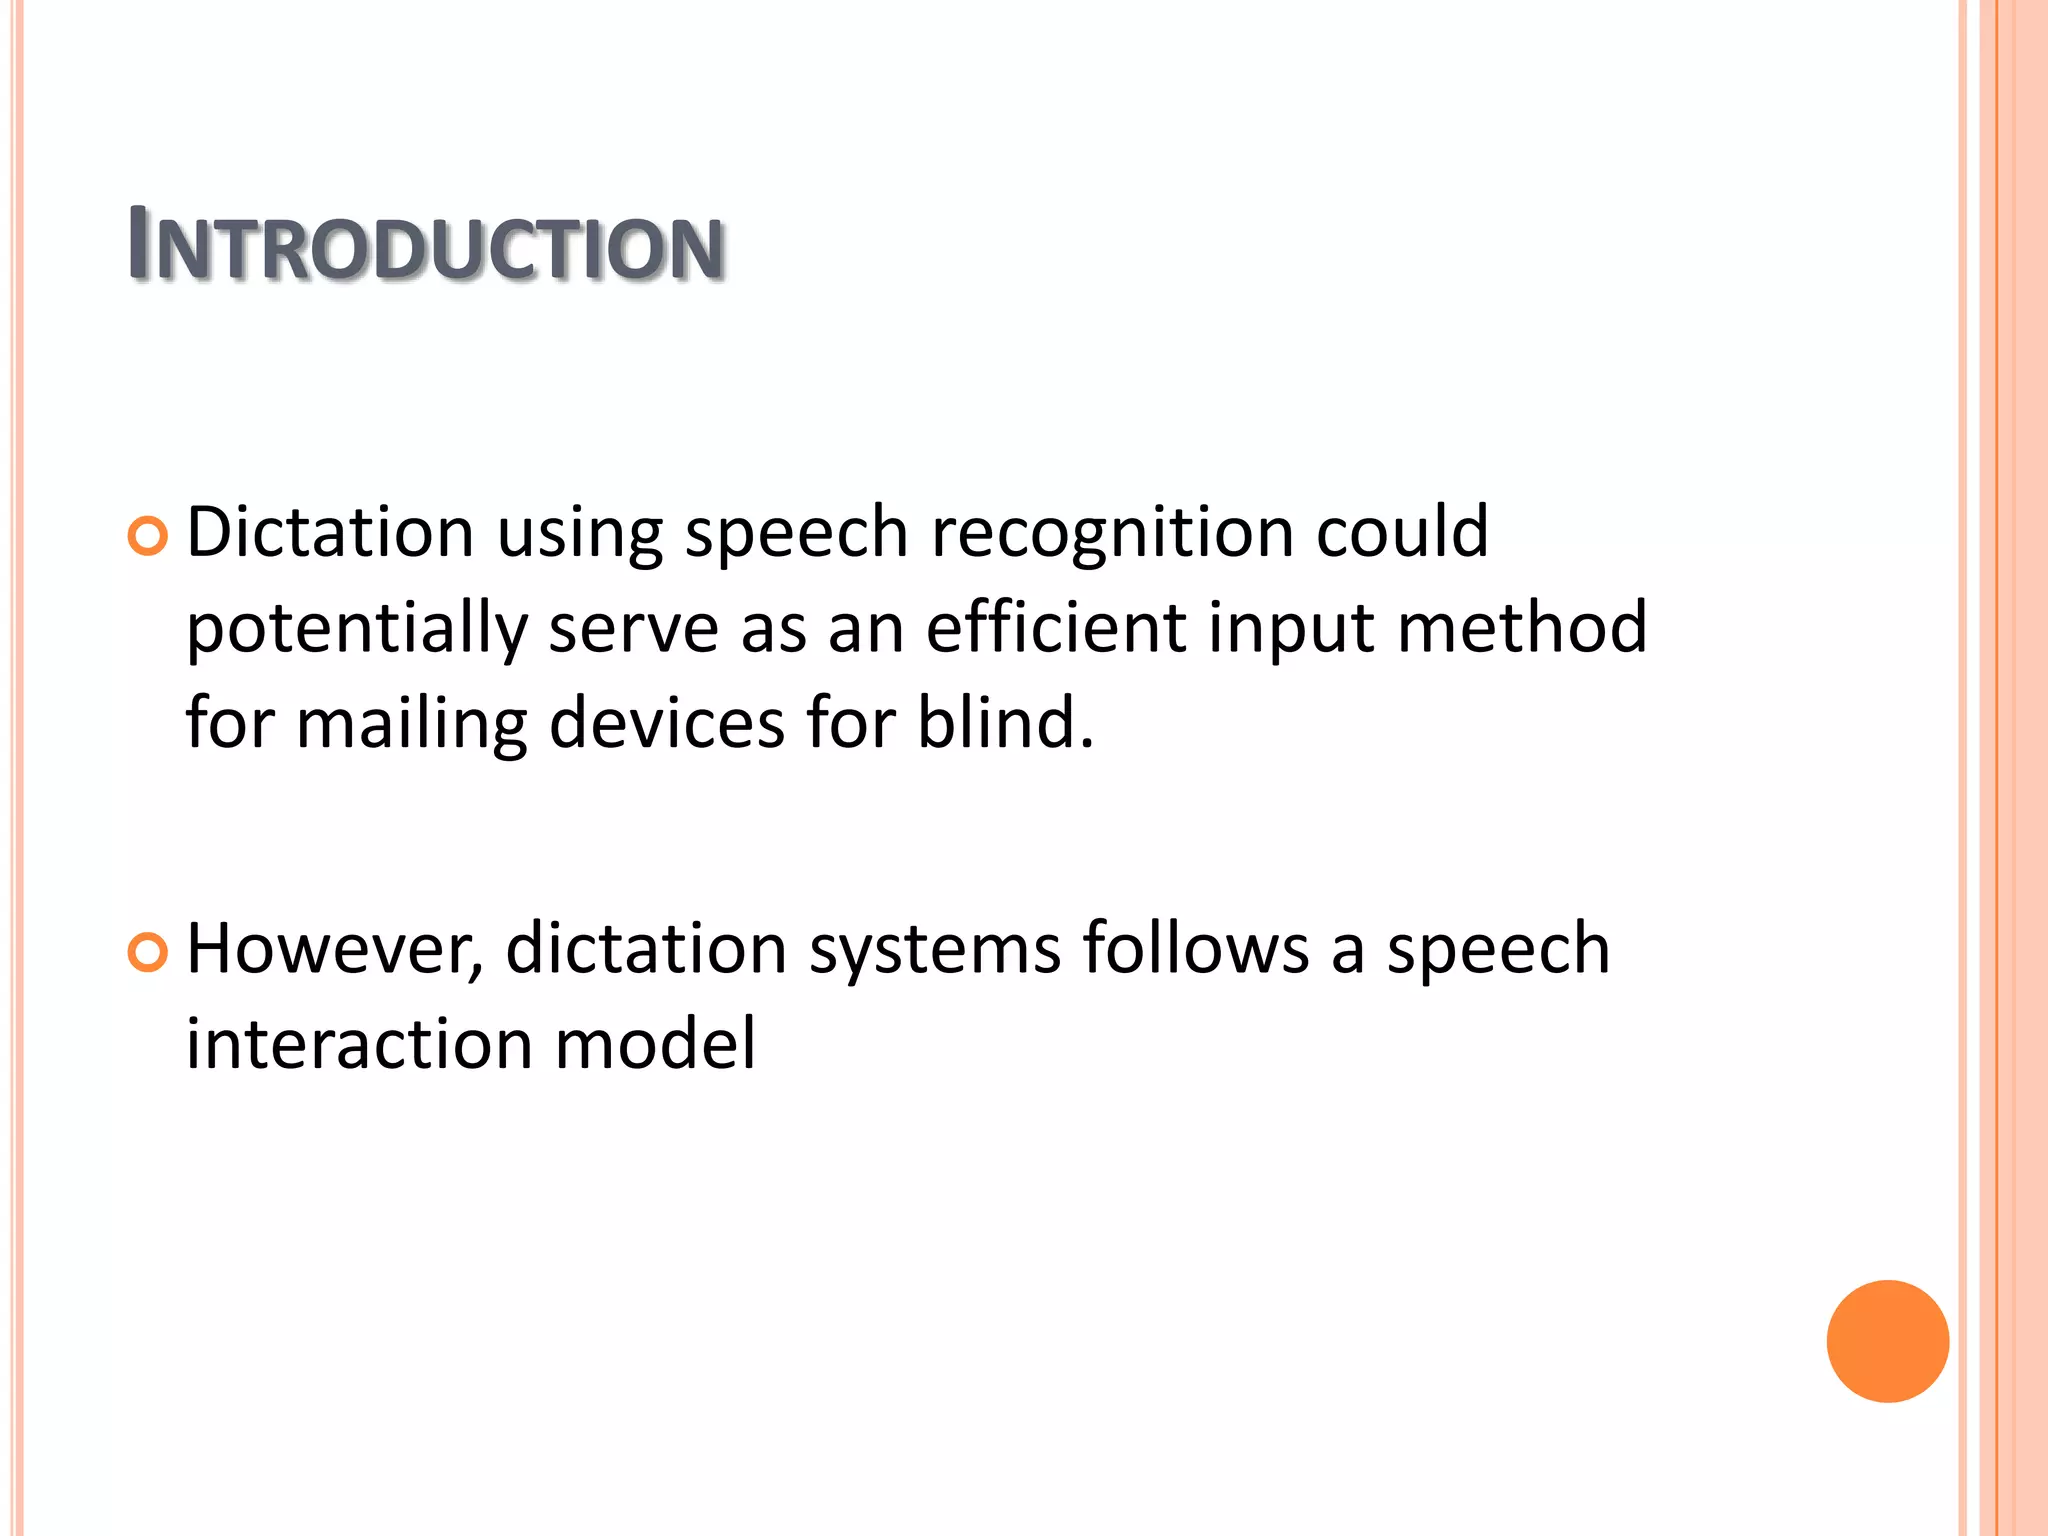 INTRODUCTION
Dictation using speech recognition could
potentially serve as an efficient input method
for mailing devices for blind.
However, dictation systems follows a speech
interaction model